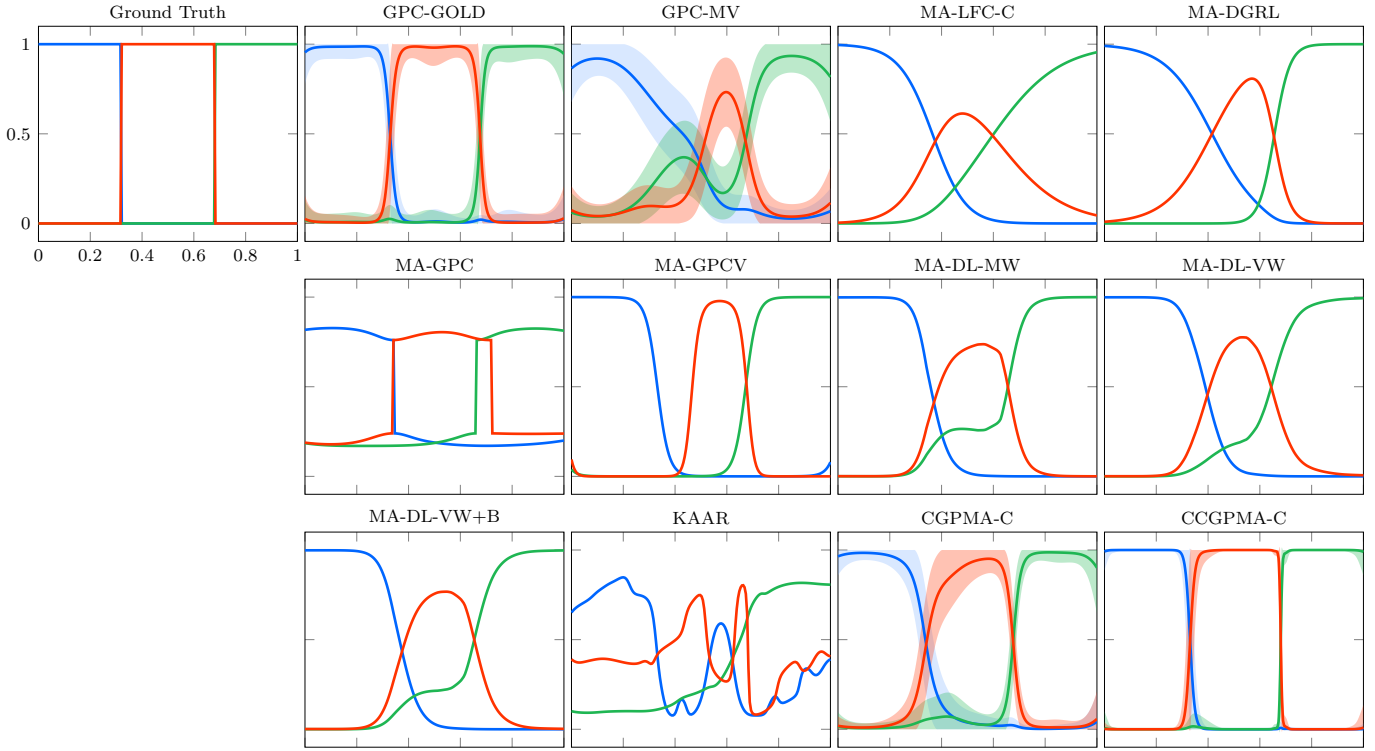 Ground Truth
GPC-GOLD
GPC-MV
MA-LFC-C
MA-DGRL
1
0.5
0
0 0.2 0.4 0.6 0.8 1
MA-GPC
MA-GPCV
MA-DL-MW
MA-DL-VW
MA-DL-VW+B
KAAR
CGPMA-C
CCGPMA-C